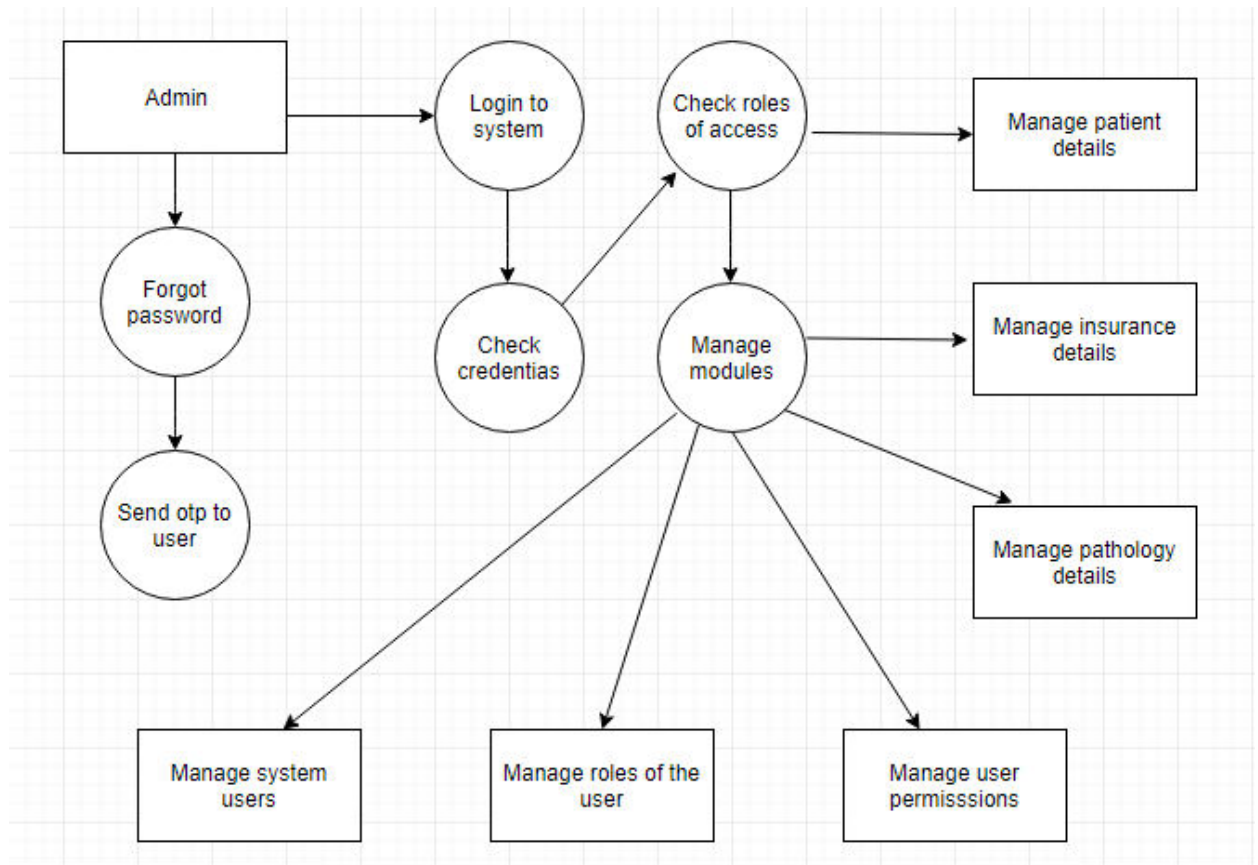 Admin
Login to
system
Check roles
of access
Manage patient
details
Forgot
password
Check
credentias
Manage
modules
Manage insurance
details
Send otp to
user
Manage pathology
details
Manage system
users
Manage roles of the
user
Manage user
permisssions